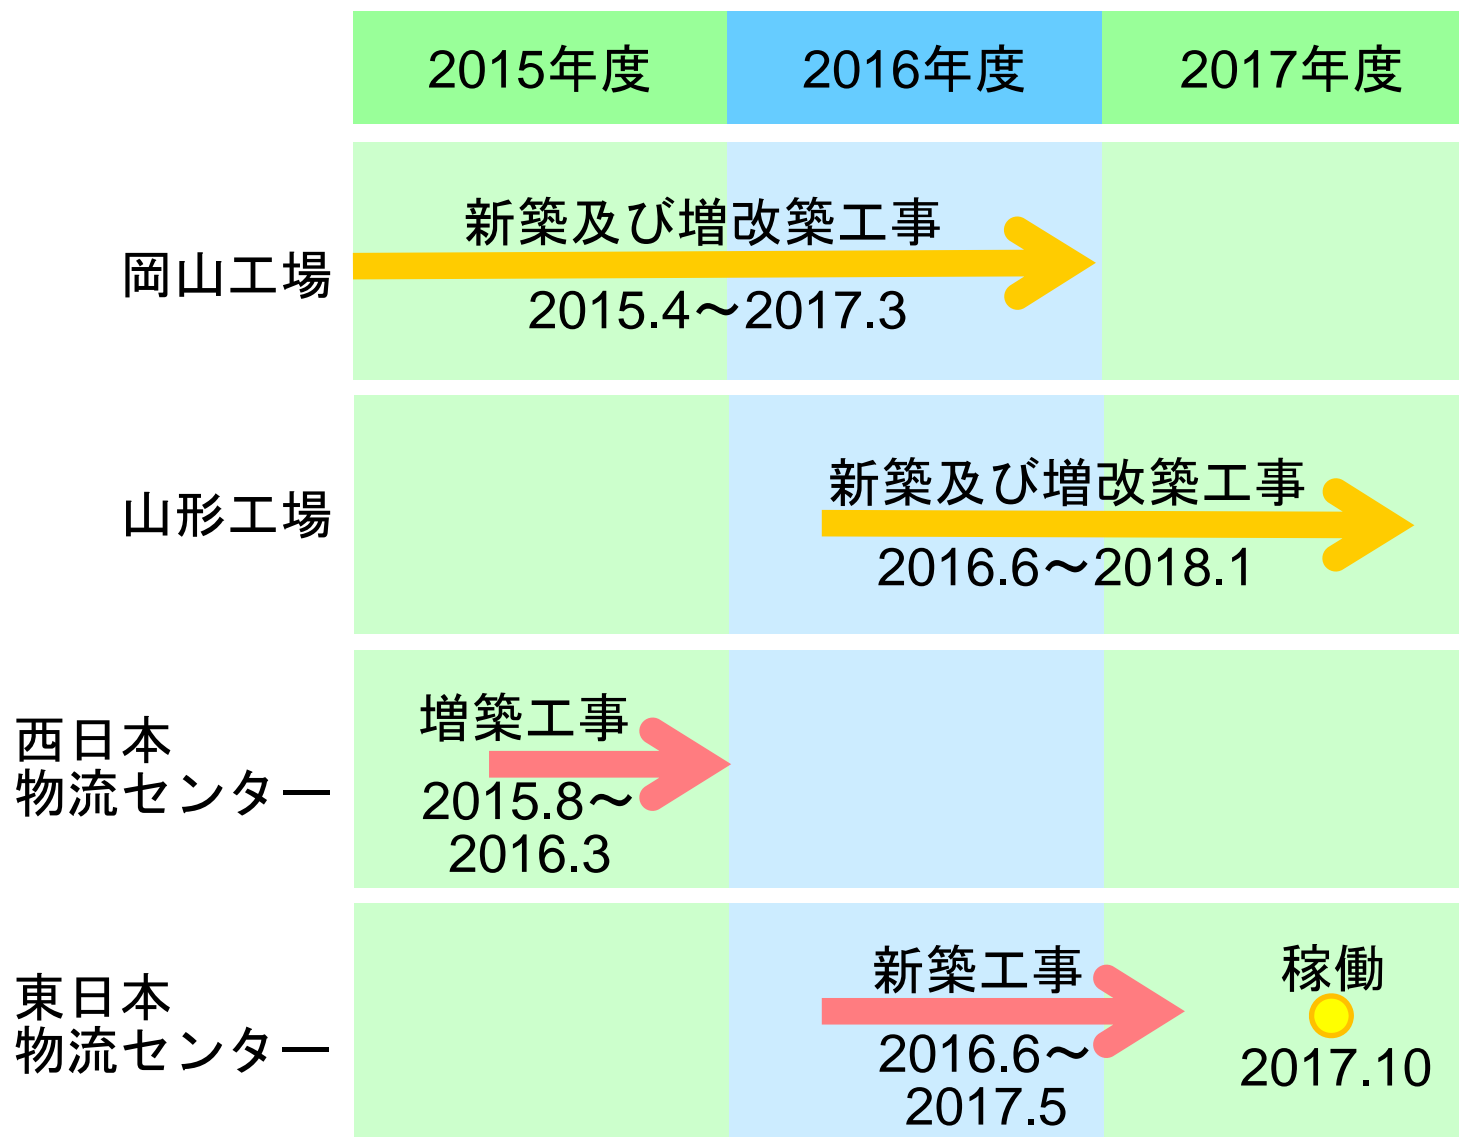 2015年度 2016年度 2017年度
岡山工場
新築及び増改築工事
2015.4～2017.3
山形工場
新築及び増改築工事
2016.6～2018.1
西日本
物流センター
増築工事
2015.8～
2016.3
東日本
物流センター
新築工事
2016.6～
2017.5
稼働
2017.10